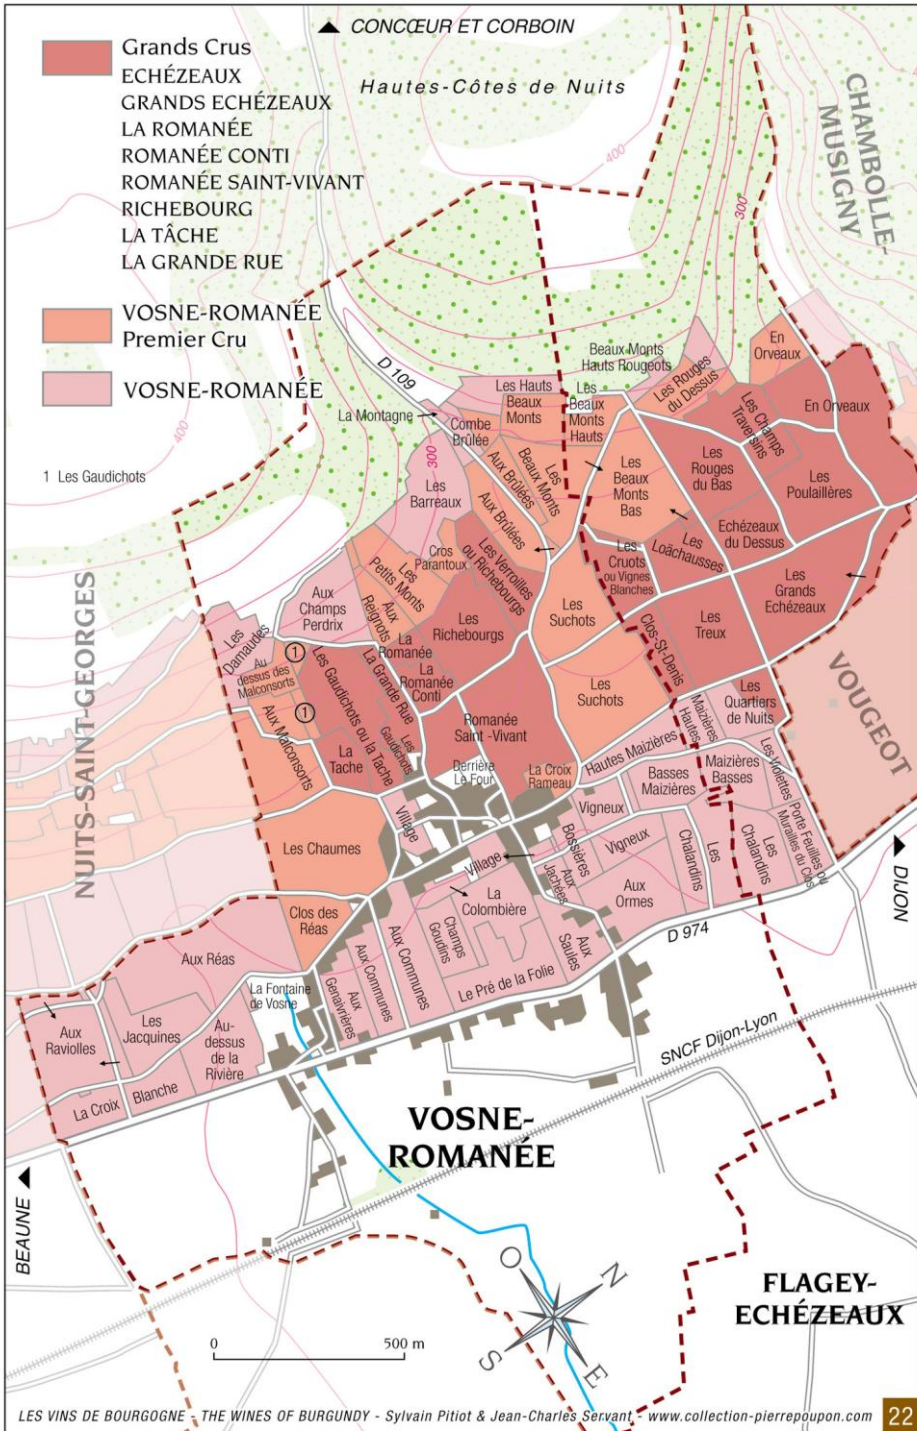 CONCŒUR ET CORBOIN
Hautes-Côtes de Nuits
Grands Crus
ECHÉZEAUX
GRANDS ECHÉZEAUX
LA ROMANÉE
ROMANÉE CONTI
ROMANÉE SAINT-VIVANT
RICHEBOURG
LA TÂCHE
LA GRANDE RUE
VOSNE-ROMANÉE
Premier Cru
VOSNE-ROMANÉE
1 Les Gaudichots
CHAMBOLLE-
MUSIGNY
400
400
300
400
300
D 109
La Montagne
Les Hauts
Beaux
Monts
Les
Beaux
Monts
Hauts
Beaux Monts
Hauts Rougeots
Les Rouges
du Dessus
En
Orveaux
En Orveaux
Les Champs
Traversins
Combe
Brûlée
Aux Brûlées
Les
Beaux Monts
Aux Brûlées
Les
Beaux
Monts
Bas
Les
Rouges
du Bas
Les
Poulaillères
Les
Barreaux
Cros
Parantoux
Les Verroilles
ou Richebourgs
Les
Cruots
ou Vignes
Blanches
Les
Loächausses
Echézeaux
du Dessus
Les
Grands
Echézeaux
Les
Petits Monts
Aux
Reignots
Aux
Champs
Perdrix
Les
Richebourgs
Les
Suchots
Les
Treux
Clos-St-Denis
Les
Damaudes
Au
dessus des
Malconsorts
1
1
Les Gaudichots ou la Tache
La Grande Rue
La
Romanée
La
Romanée
Conti
Les
Suchots
Les
Quartiers
de Nuits
Aux Malconsorts
La
Tache
Les
Gaudichots
Romanée
Saint -Vivant
Derrière
Le Four
La Croix
Rameau
Hautes Maizières
Maizières
Hautes
Les Violettes
Basses
Maizières
Maizières
Basses
Porte Feuilles ou
Murailles du Clos
VOUGEOT
NUITS-SAINT-GEORGES
Les Chaumes
Village
Village
Vigneux
Bossières
Aux
Jachées
Vigneux
Les
Chalandins
Les
Chalandins
Clos des
Réas
La
Colombière
Champs
Goudins
Aux
Ormes
DIJON
D 974
Aux Réas
La Fontaine
de Vosne
Aux
Genaivrières
Aux Communes
Aux Communes
Le Pré de la Folie
Aux
Saules
Aux
Raviolles
Les
Jacquines
Au-
dessus
de la
Rivière
La Croix
Blanche
SNCF Dijon-Lyon
VOSNE-
ROMANÉE
BEAUNE
FLAGEY-
ECHÉZEAUX
O
N
S
E
0
500 m
LES VINS DE BOURGOGNE - THE WINES OF BURGUNDY - Sylvain Pitiot & Jean-Charles Servant - www.collection-pierrepoupon.com
22